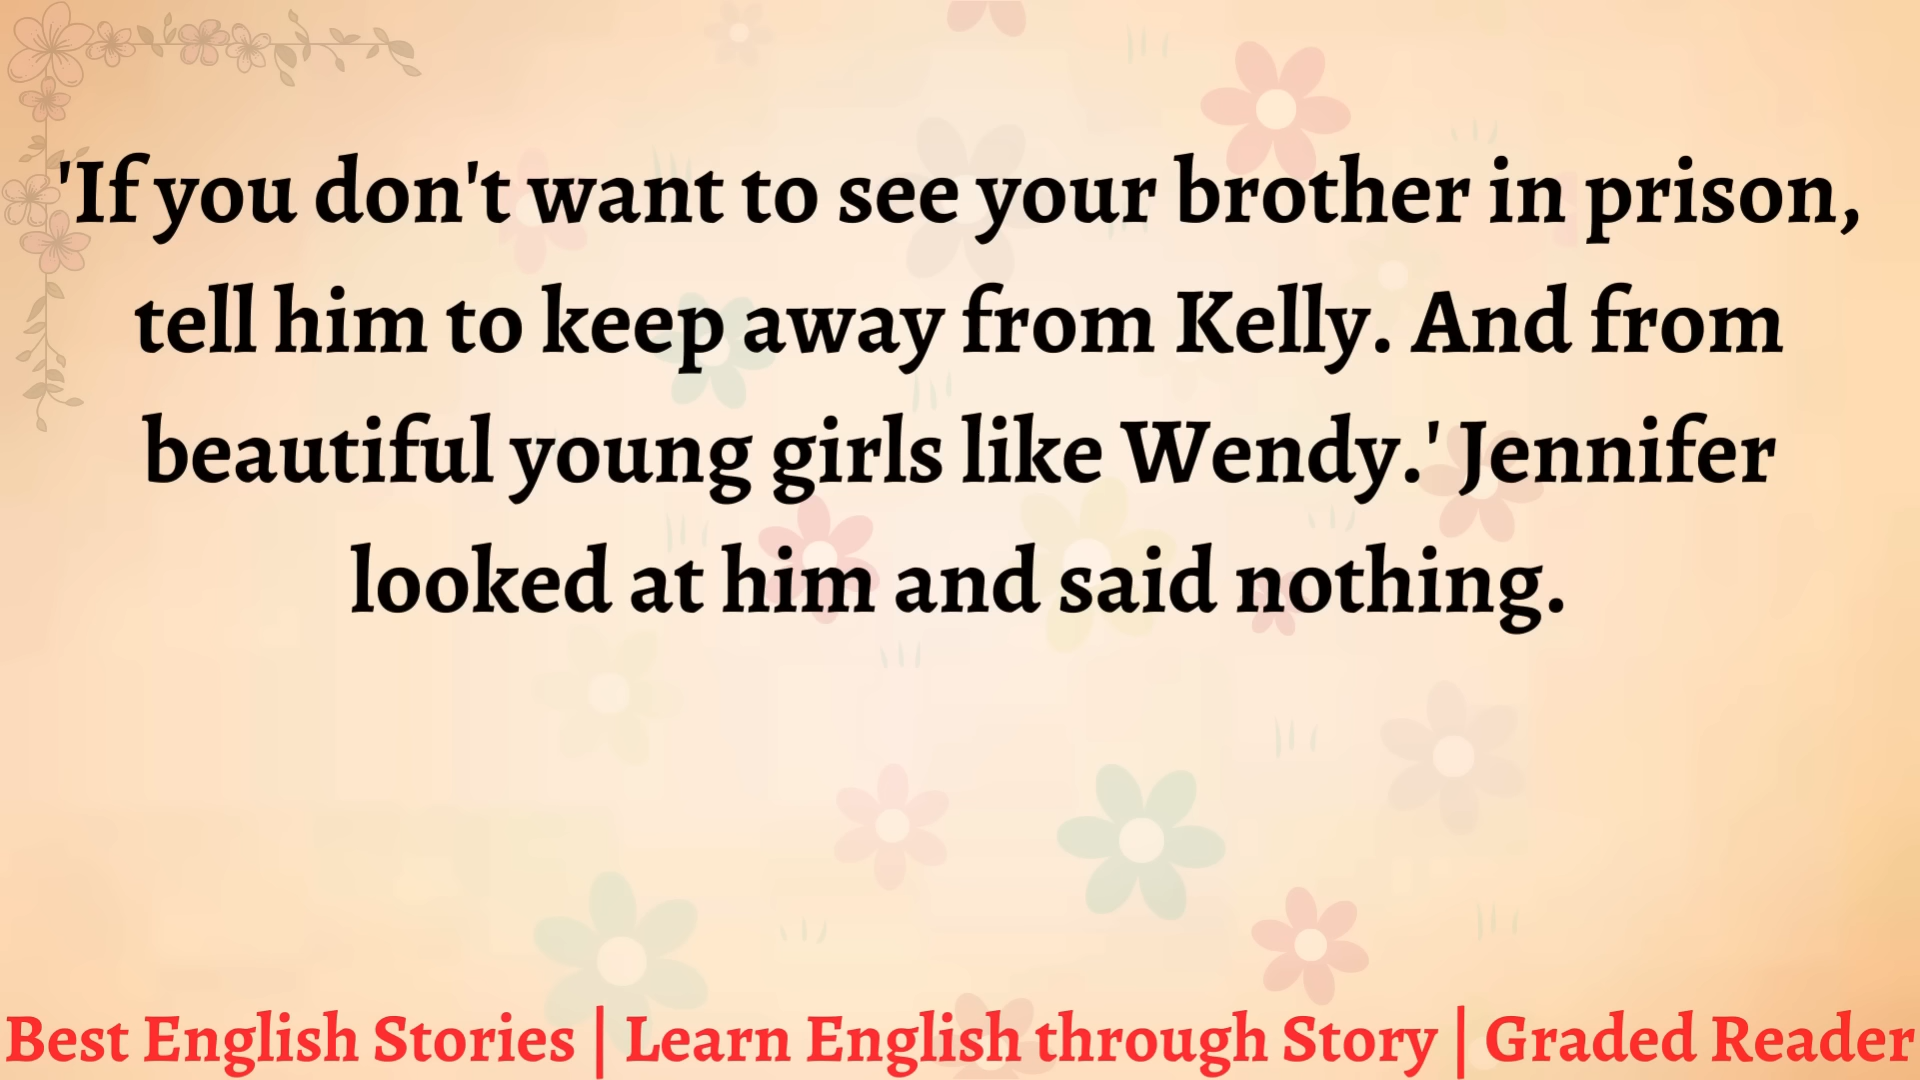 'If you don't want to see your brother in prison,
tell him to keep away from Kelly. And from
beautiful young girls like Wendy.' Jennifer
looked at him and said nothing.
Best English Stories | Learn English through Story | Graded Reader